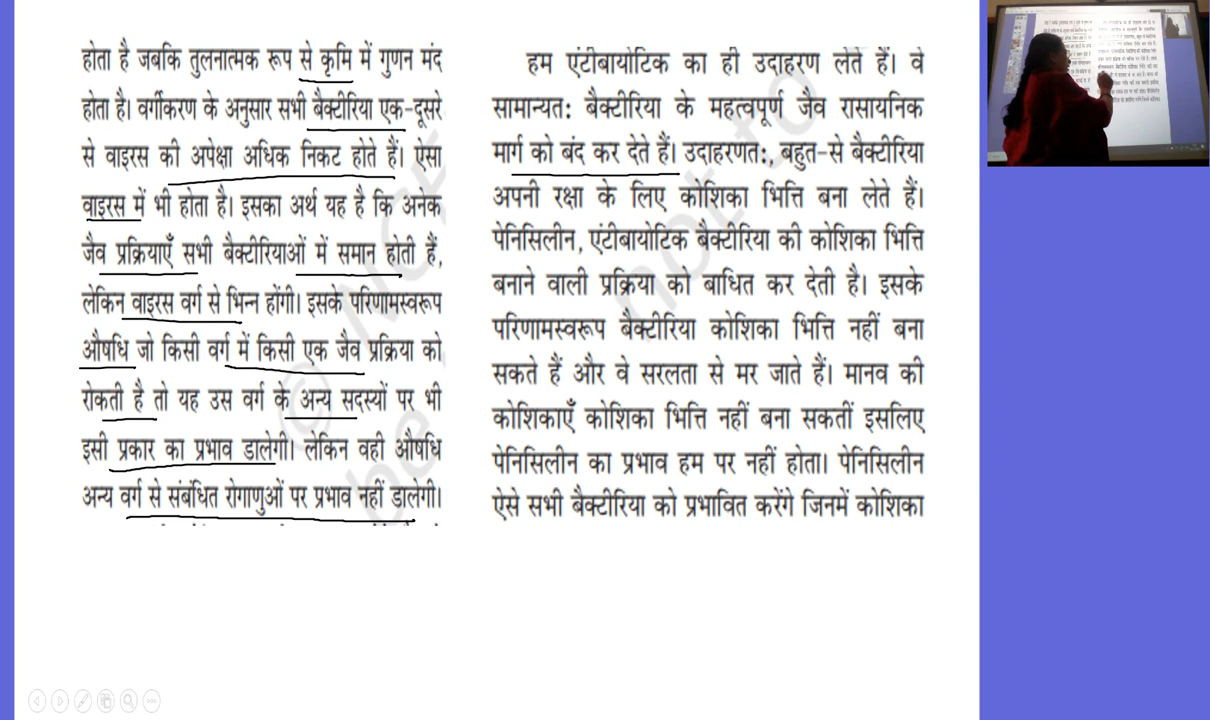 होता है जबकि तुलनात्मक रूप से कृमि में गुणन मंद
होता है। वर्गीकरण के अनुसार सभी बैक्टीरिया एक-दूसरे
से वाइरस की अपेक्षा अधिक निकट होते हैं। ऐसा
वाइरस में भी होता है। इसका अर्थ यह है कि अनेक
जैव प्रक्रियाएँ सभी बैक्टीरियाओं में समान होती हैं,
लेकिन वाइरस वर्ग से भिन्न होंगी। इसके परिणामस्वरूप
औषधि जो किसी वर्ग में किसी एक जैव प्रक्रिया को
रोकती है तो यह उस वर्ग के अन्य सदस्यों पर भी
इसी प्रकार का प्रभाव डालेगी। लेकिन वही औषधि
अन्य वर्ग से संबंधित रोगाणुओं पर प्रभाव नहीं डालेगी।
हम एंटीबायोटिक का ही उदाहरण लेते हैं। वे
सामान्यत: बैक्टीरिया के महत्वपूर्ण जैव रासायनिक
मार्ग को बंद कर देते हैं। उदाहरणत:, बहुत-से बैक्टीरिया
अपनी रक्षा के लिए कोशिका भित्ति बना लेते हैं।
पेनिसिलीन, एंटीबायोटिक बैक्टीरिया की कोशिका भित्ति
बनाने वाली प्रक्रिया को बाधित कर देती है। इसके
परिणामस्वरूप बैक्टीरिया कोशिका भित्ति नहीं बना
सकते हैं और वे सरलता से मर जाते हैं। मानव की
कोशिकाएँ कोशिका भित्ति नहीं बना सकतीं इसलिए
पेनिसिलीन का प्रभाव हम पर नहीं होता। पेनिसिलीन
ऐसे सभी बैक्टीरिया को प्रभावित करेंगे जिनमें कोशिका
not to
be